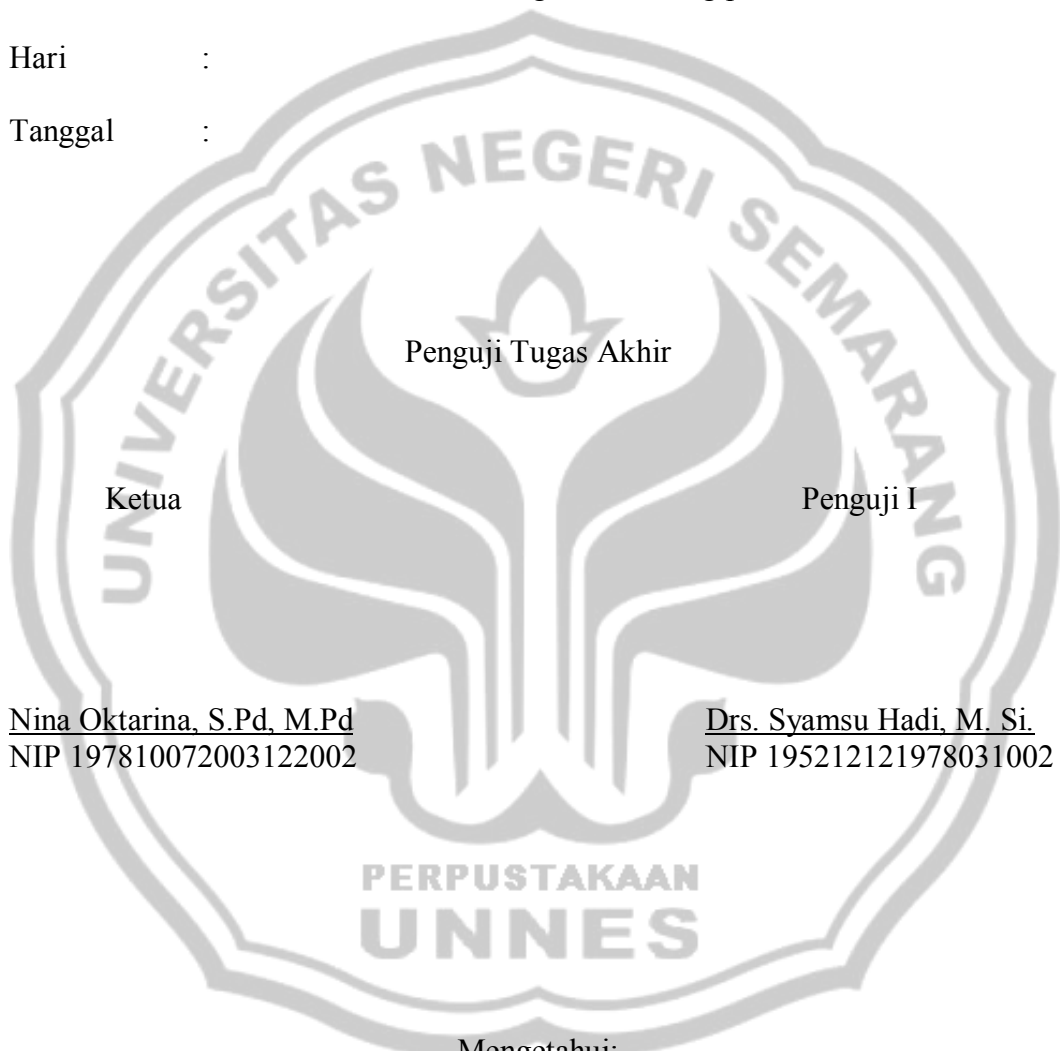 Hari :
Tanggal :
UNIVERSITAS NEGERI SEMARANG
Penguji Tugas Akhir
Ketua Penguji I
Nina Oktarina, S.Pd, M.Pd Drs. Syamsu Hadi, M. Si.
NIP 197810072003122002 NIP 195212121978031002
PERPUSTAKAAN
UNNES
Mengetahui: